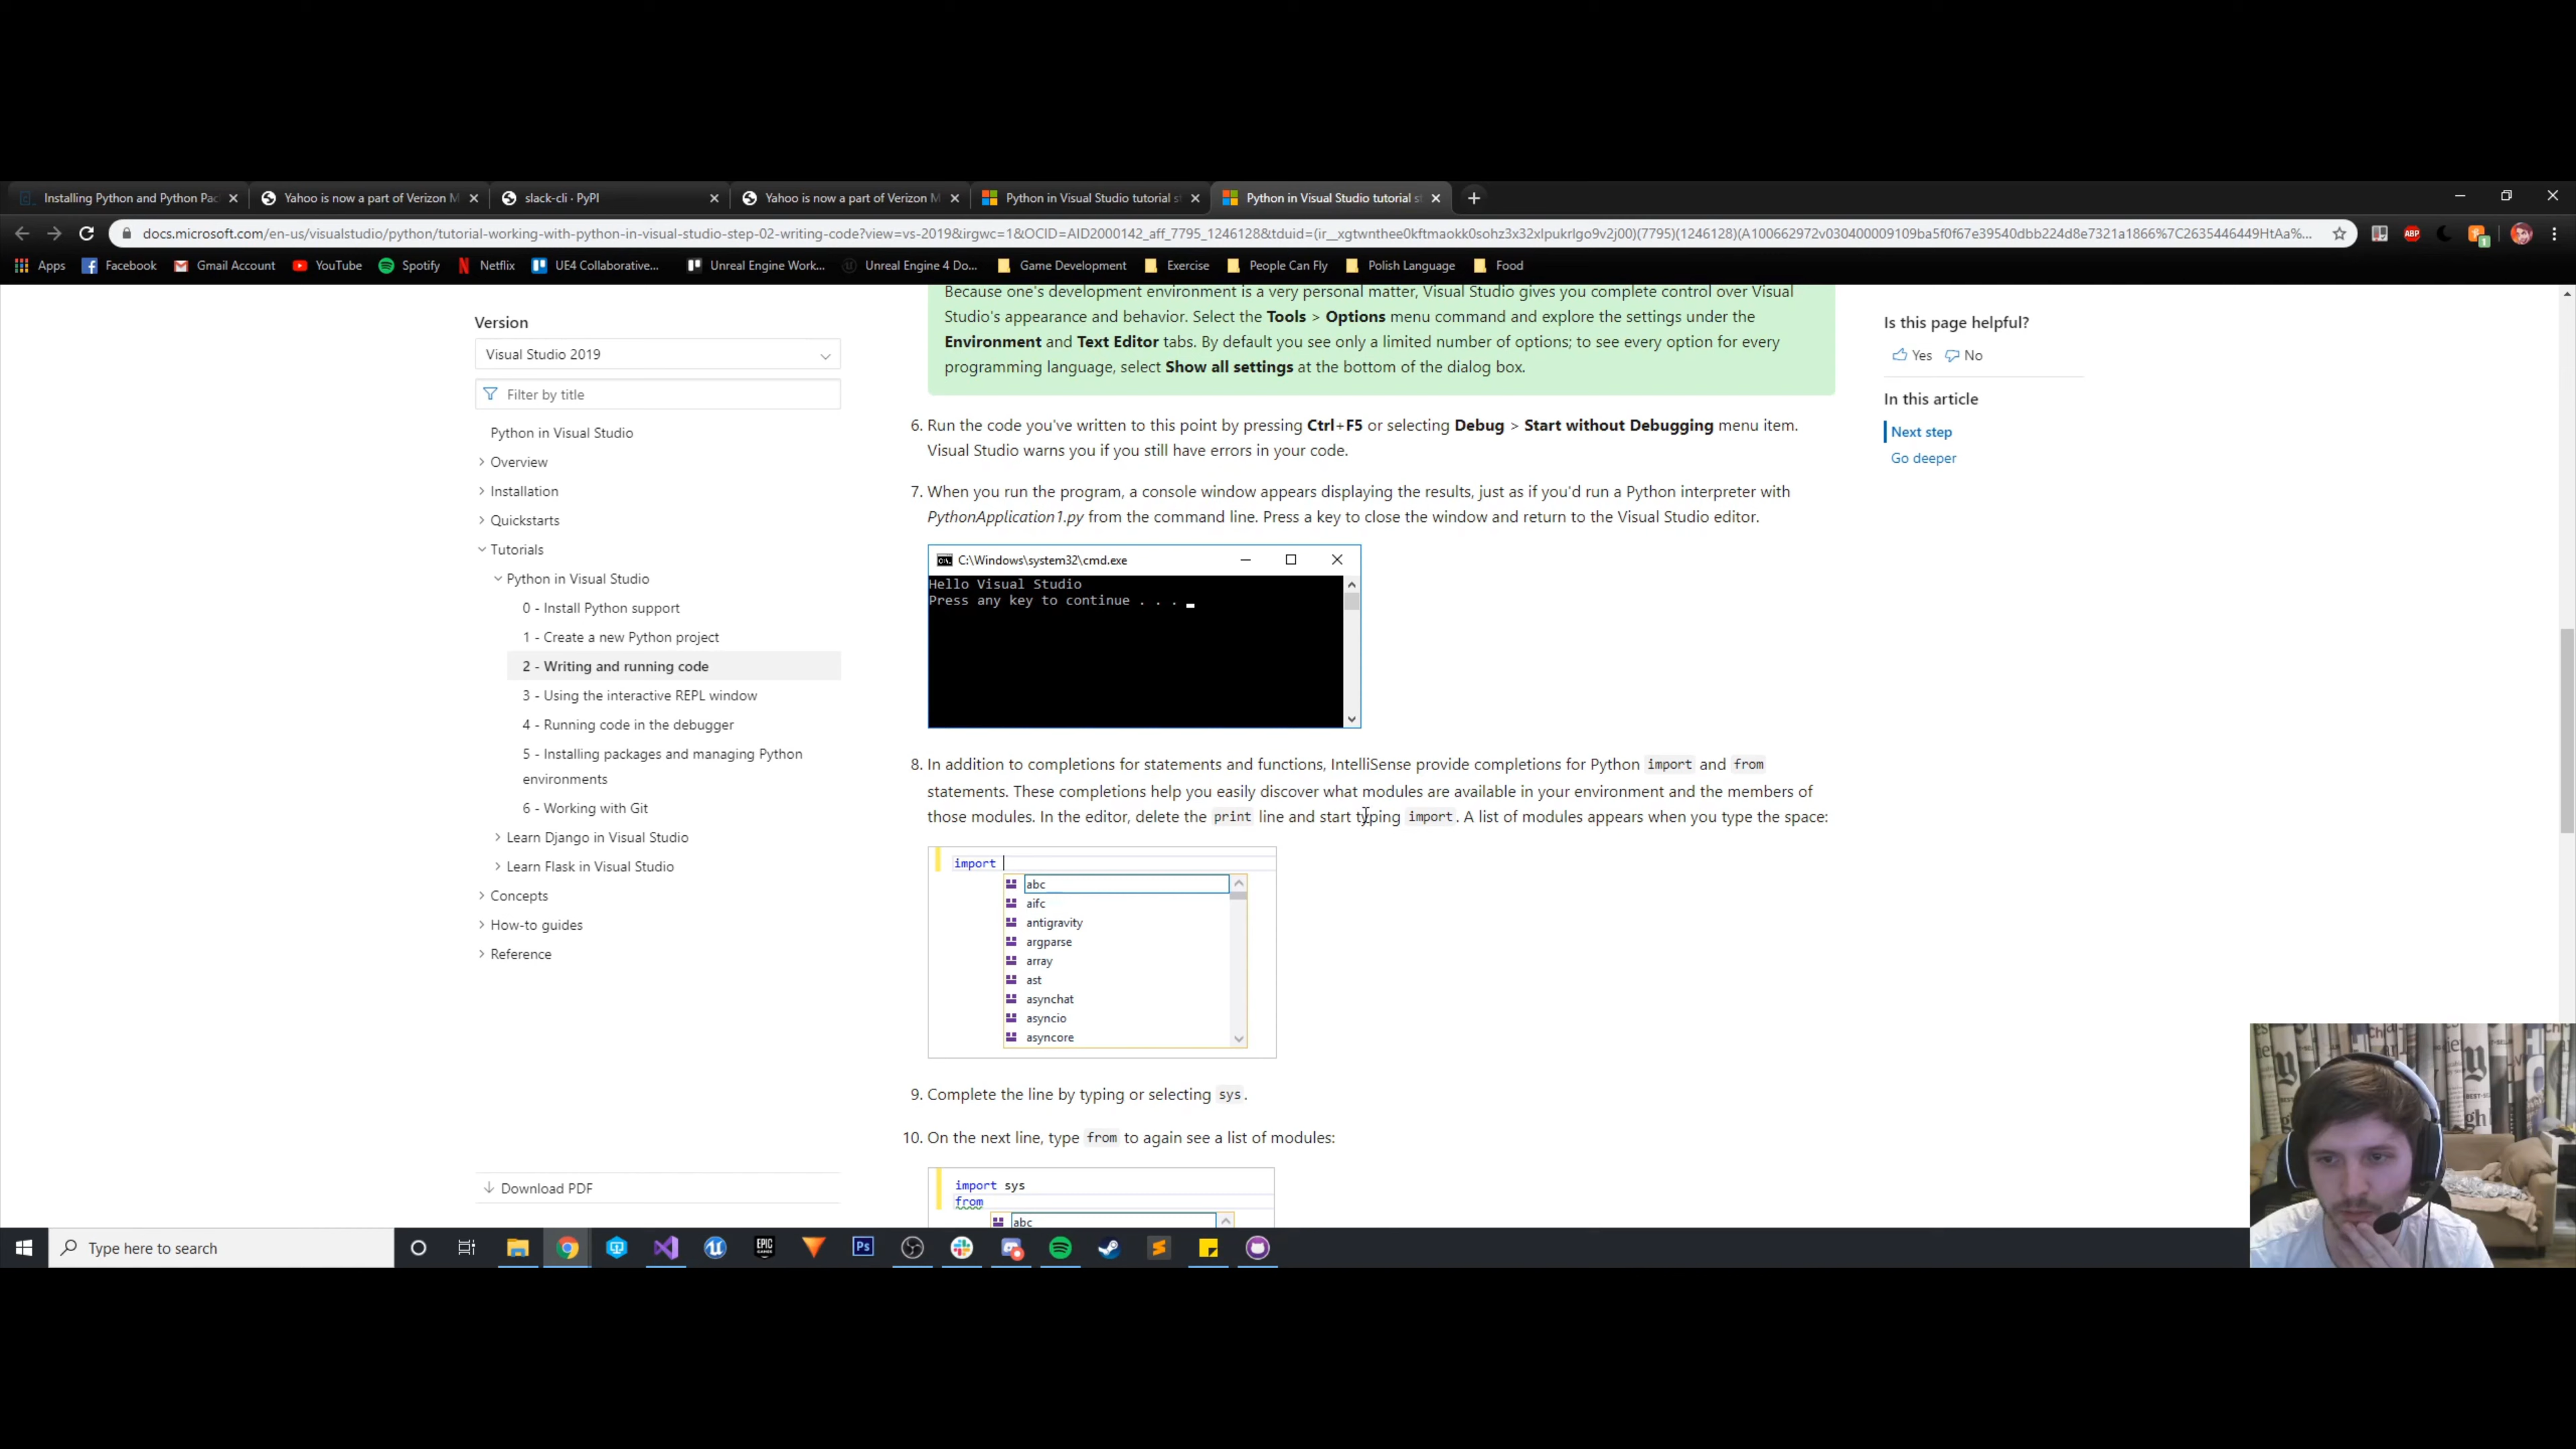 Installing Python and Python Pac
Yahoo is now a part of Verizon M
slack-cli · PyPI
Yahoo is now a part of Verizon M
Python in Visual Studio tutorial st
Python in Visual Studio tutorial st
docs.microsoft.com/en-us/visualstudio/python/tutorial-working-with-python-in-visual-studio-step-02-writing-code?view=vs-2019&irgwc=1&OCID=AID2000142_aff_7795_1246128&tduid=
Apps
Facebook
Gmail Account
YouTube
Spotify
Netflix
UE4 Collaborative...
Unreal Engine Work...
Unreal Engine 4 Do...
Game Development
Exercise
People Can Fly
Polish Language
Food
ABP
1
Version
Visual Studio 2019
Filter by title
Python in Visual Studio
Overview
Installation
Quickstarts
Tutorials
Python in Visual Studio
0 - Install Python support
1 - Create a new Python project
2 - Writing and running code
3 - Using the interactive REPL window
4 - Running code in the debugger
5 - Installing packages and managing Python
environments
6 - Working with Git
Learn Django in Visual Studio
Learn Flask in Visual Studio
Concepts
How-to guides
Reference
Download PDF
Because one's development environment is a very personal matter, Visual Studio gives you complete control over Visual
Studio's appearance and behavior. Select the Tools > Options menu command and explore the settings under the
Environment and Text Editor tabs. By default you see only a limited number of options; to see every option for every
programming language, select Show all settings at the bottom of the dialog box.
6. Run the code you've written to this point by pressing Ctrl+F5 or selecting Debug > Start without Debugging menu item.
Visual Studio warns you if you still have errors in your code.
7. When you run the program, a console window appears displaying the results, just as if you'd run a Python interpreter with
PythonApplication1.py from the command line. Press a key to close the window and return to the Visual Studio editor.
C:\Windows\system32\cmd.exe
Hello Visual Studio
Press any key to continue . . .
8. In addition to completions for statements and functions, IntelliSense provide completions for Python import and from
statements. These completions help you easily discover what modules are available in your environment and the members of
those modules. In the editor, delete the print line and start typing import. A list of modules appears when you type the space:
import
abc
aifc
antigravity
argparse
array
ast
asynchat
asyncio
asyncore
9. Complete the line by typing or selecting sys.
10. On the next line, type from to again see a list of modules:
import sys
from
abc
Is this page helpful?
Yes
No
In this article
Next step
Go deeper
Type here to search
EPIC
GAMES
Ps